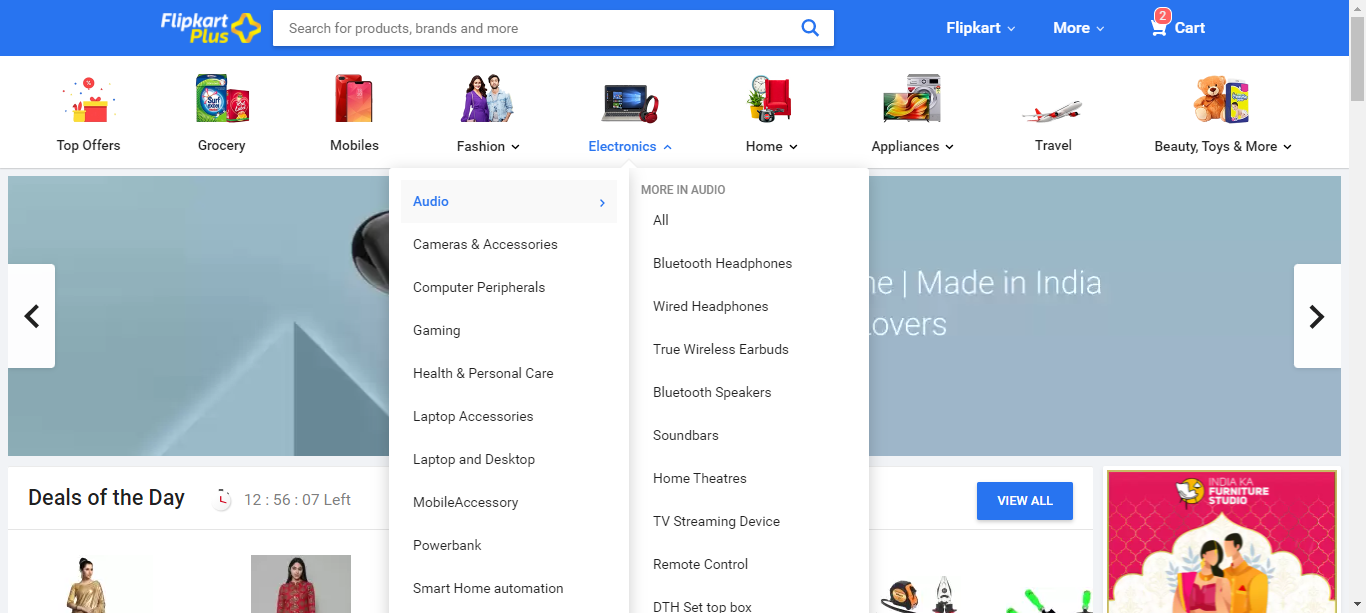 Flipkart
Plus
Search for products, brands and more
Flipkart
More
2
Cart
Top Offers
Grocery
Mobiles
Fashion
Electronics
Home
Appliances
Travel
Beauty, Toys & More
Audio
Cameras & Accessories
Computer Peripherals
Gaming
Health & Personal Care
Laptop Accessories
Laptop and Desktop
MobileAccessory
Powerbank
Smart Home automation
MORE IN AUDIO
All
Bluetooth Headphones
Wired Headphones
True Wireless Earbuds
Bluetooth Speakers
Soundbars
Home Theatres
TV Streaming Device
Remote Control
DTH Set top box
| Made in India
Deals of the Day
12 : 56 : 07 Left
VIEW ALL
INDIA KA
FURNITURE
STUDIO